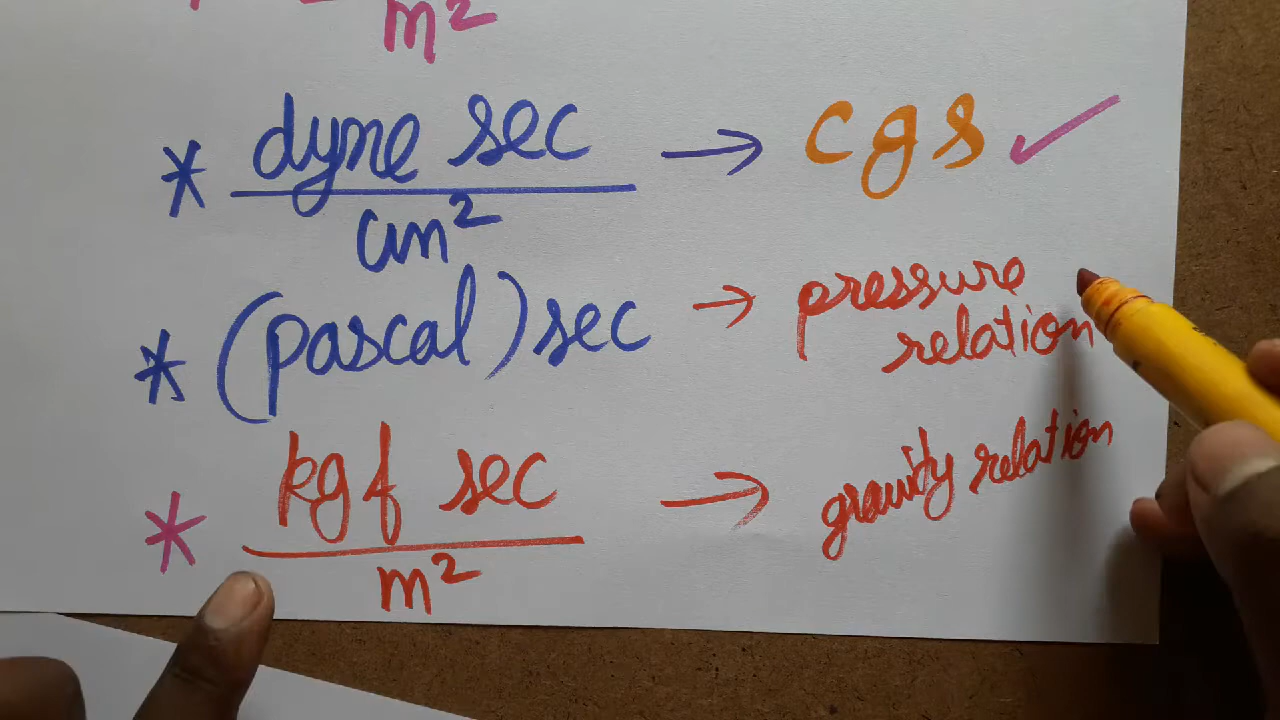 m²
* dyne sec → cgs ✓
cm²
* (pascal) sec → pressure
relation
* kgf sec → gravity relation
m²